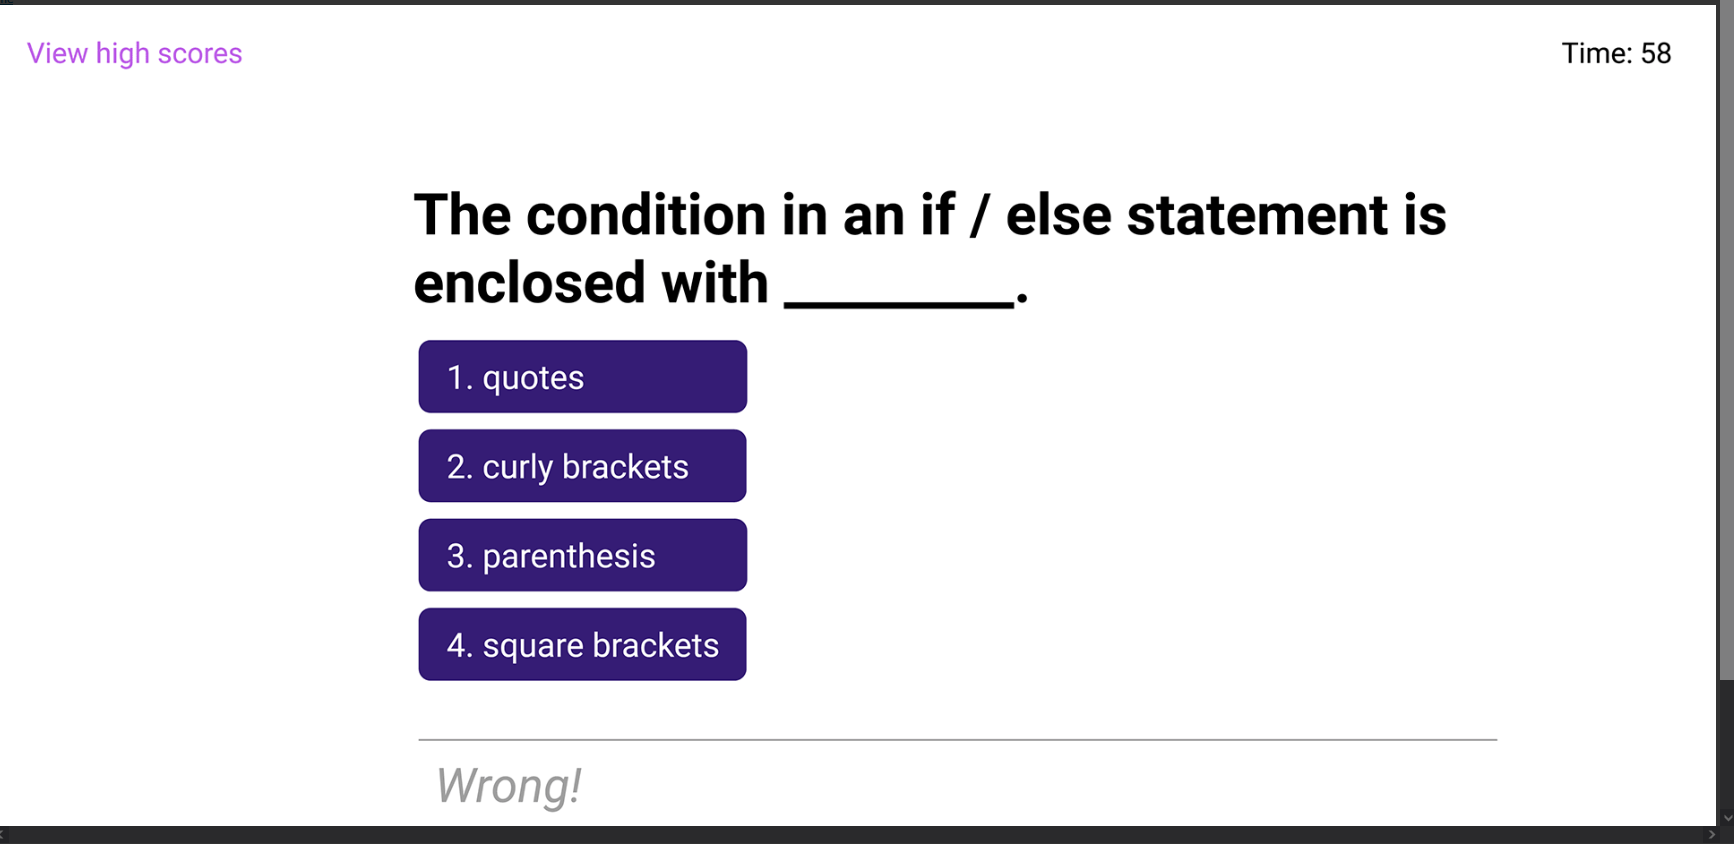 View high scores
Time: 58
The condition in an if / else statement is
enclosed with ________.
1. quotes
2. curly brackets
3. parenthesis
4. square brackets
Wrong!